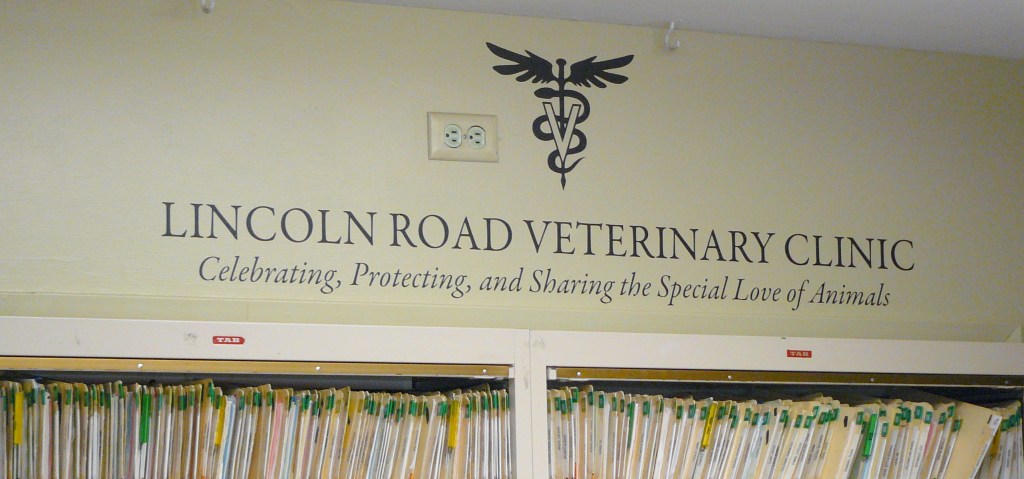 V
LINCOLN ROAD VETERINARY CLINIC
Celebrating, Protecting, and Sharing the Special Love of Animals
TAB
TAB